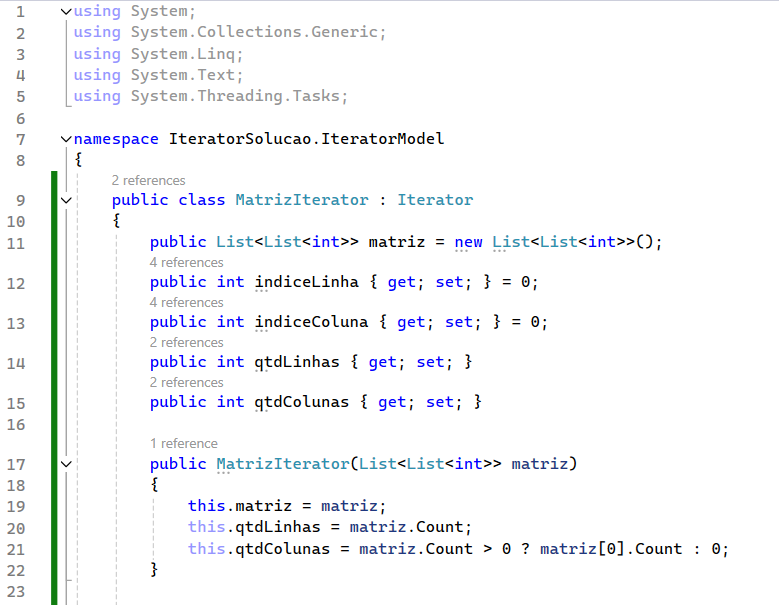 1 using System;
2 using System.Collections.Generic;
3 using System.Linq;
4 using System.Text;
5 using System.Threading.Tasks;
6
7 namespace IteratorSolucao.IteratorModel
8 {
2 references
9 public class MatrizIterator : Iterator
10 {
11 public List<List<int>> matriz = new List<List<int>>();
4 references
12 public int indiceLinha { get; set; } = 0;
4 references
13 public int indiceColuna { get; set; } = 0;
2 references
14 public int qtdLinhas { get; set; }
2 references
15 public int qtdColunas { get; set; }
16
1 reference
17 public MatrizIterator(List<List<int>> matriz)
18 {
19 this.matriz = matriz;
20 this.qtdLinhas = matriz.Count;
21 this.qtdColunas = matriz.Count > 0 ? matriz[0].Count : 0;
22 }
23